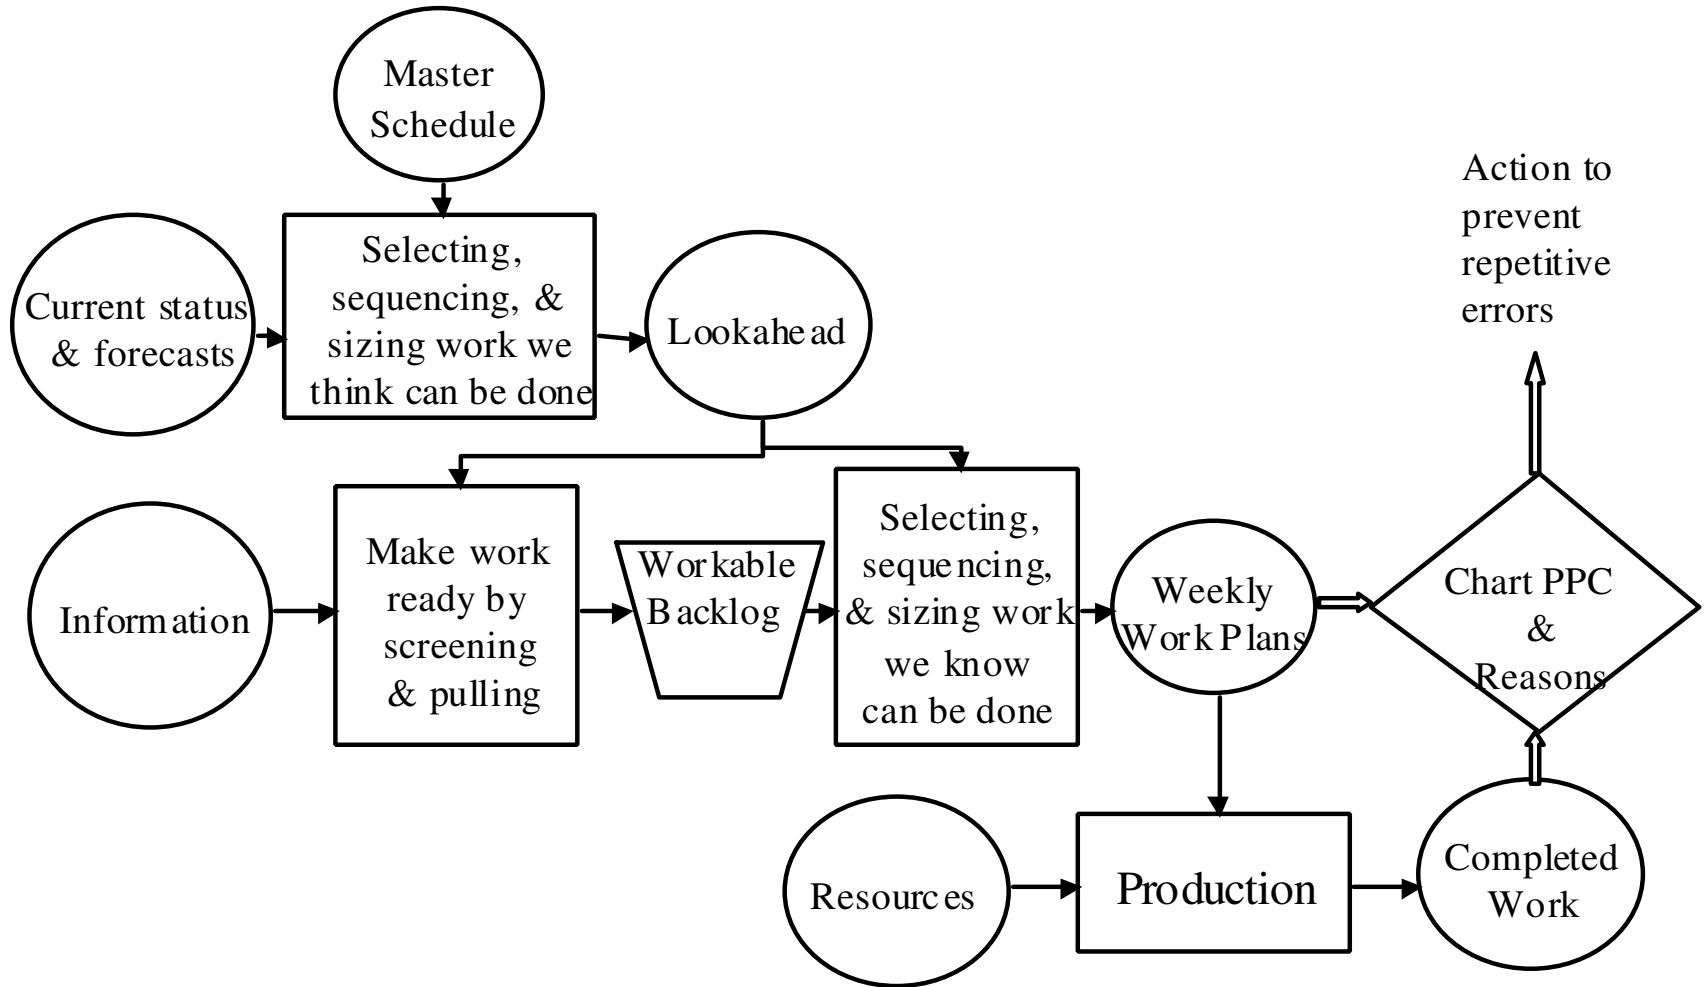 Master
Schedule
Action to
prevent
repetitive
errors
Current status
& forecasts
Selecting,
sequencing, &
sizing work we
think can be done
Lookahead
Information
Make work
ready by
screening
& pulling
Workable
Backlog
Selecting,
sequencing,
& sizing work
we know
can be done
Weekly
Work Plans
Chart PPC
&
Reasons
Resources
Production
Completed
Work